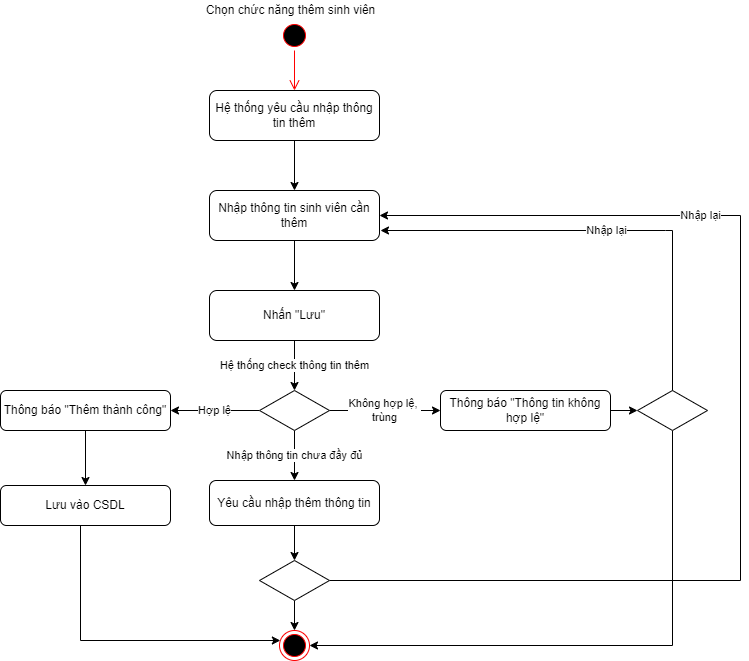 Chọn chức năng thêm sinh viên
Hệ thống yêu cầu nhập thông
tin thêm
Nhập thông tin sinh viên cần
thêm
Nhập lại
Nhập lại
Nhấn "Lưu"
Hệ thống check thông tin thêm
Thông báo "Thêm thành công"
Hợp lệ
Không hợp lệ,
trùng
Thông báo "Thông tin không
hợp lệ"
Nhập thông tin chưa đầy đủ
Lưu vào CSDL
Yêu cầu nhập thêm thông tin